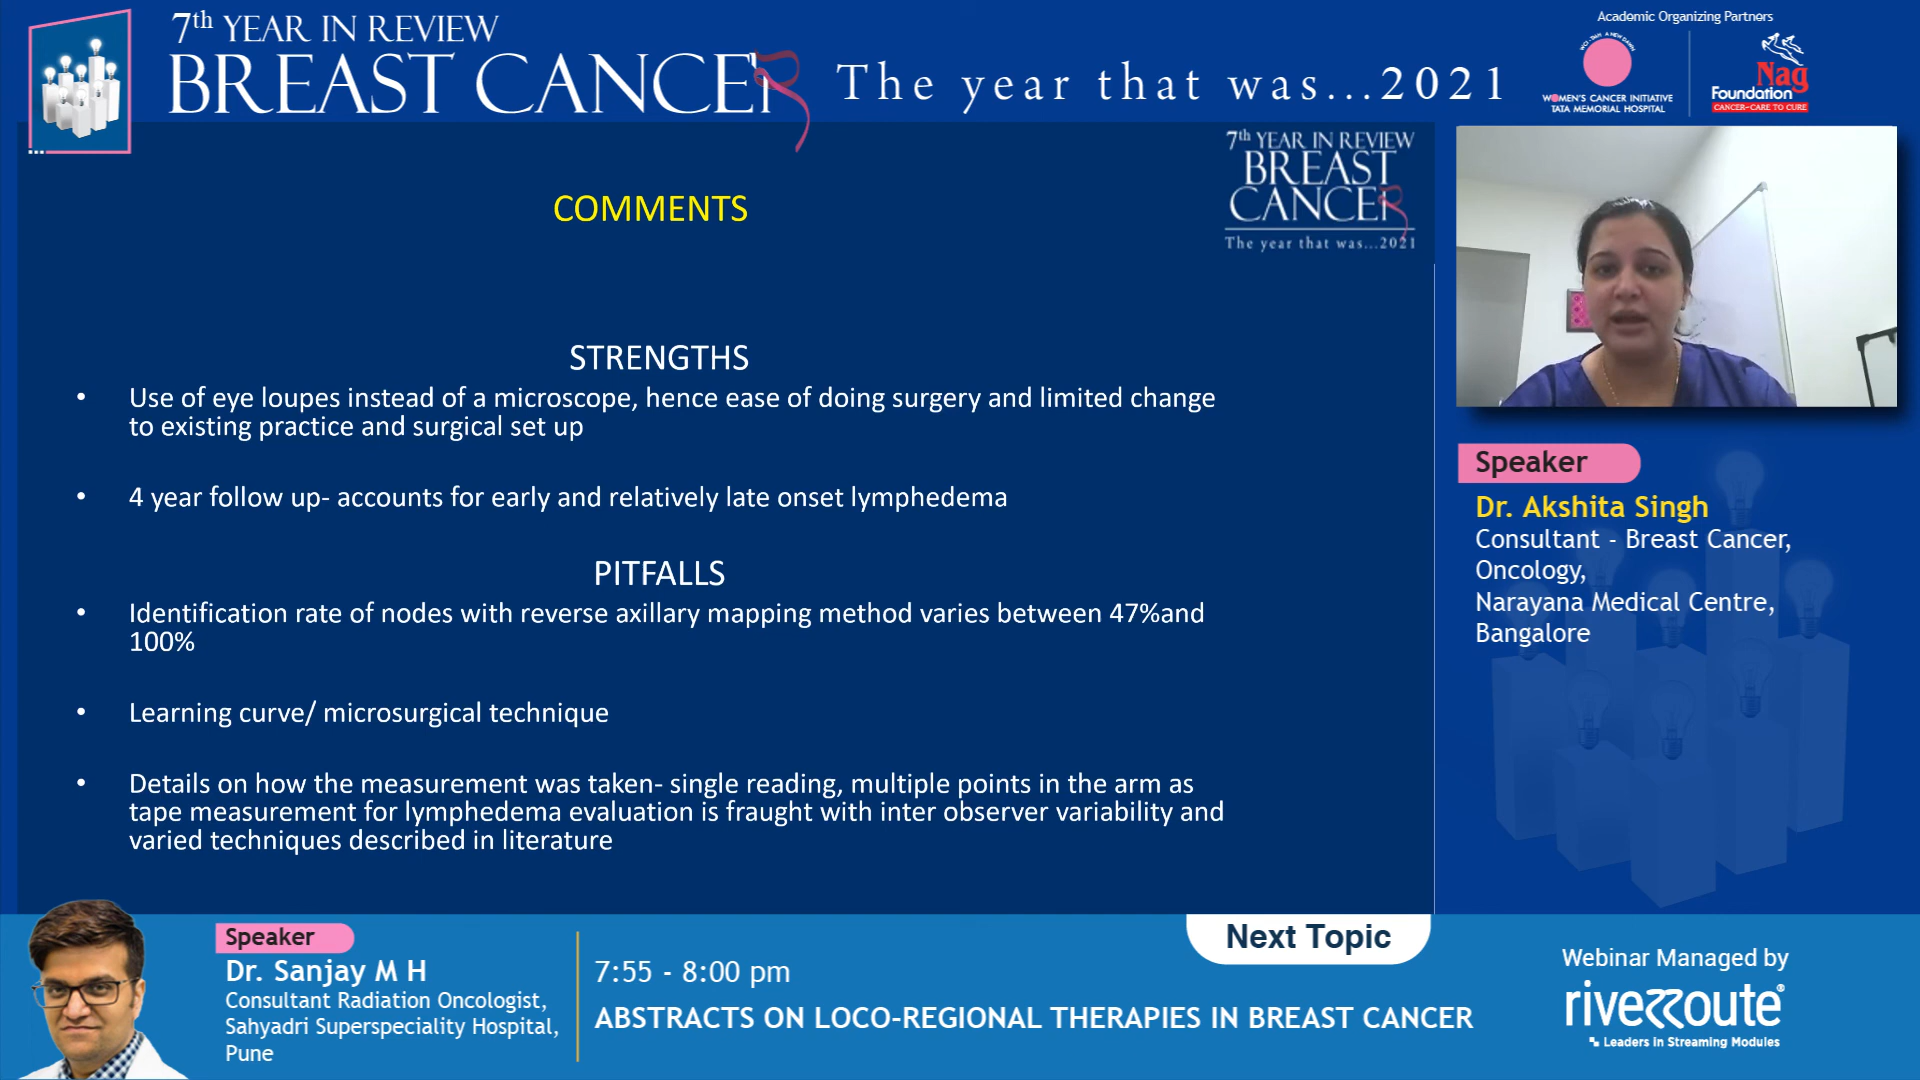 7th YEAR IN REVIEW
BREAST CANCER
The year that was...2021
Academic Organizing Partners
WOMEN'S CANCER INITIATIVE
TATA MEMORIAL HOSPITAL
Nag
Foundation
CANCER-CARE TO CURE
7th YEAR IN REVIEW
BREAST
CANCER
The year that was...2021
COMMENTS
STRENGTHS
• Use of eye loupes instead of a microscope, hence ease of doing surgery and limited change
to existing practice and surgical set up
• 4 year follow up- accounts for early and relatively late onset lymphedema
PITFALLS
• Identification rate of nodes with reverse axillary mapping method varies between 47%and
100%
• Learning curve/ microsurgical technique
• Details on how the measurement was taken- single reading, multiple points in the arm as
tape measurement for lymphedema evaluation is fraught with inter observer variability and
varied techniques described in literature
Speaker
Dr. Akshita Singh
Consultant - Breast Cancer,
Oncology,
Narayana Medical Centre,
Bangalore
Speaker
Dr. Sanjay M H
Consultant Radiation Oncologist,
Sahyadri Superspeciality Hospital,
Pune
Next Topic
7:55 - 8:00 pm
ABSTRACTS ON LOCO-REGIONAL THERAPIES IN BREAST CANCER
Webinar Managed by
riverroute
Leaders in Streaming Modules